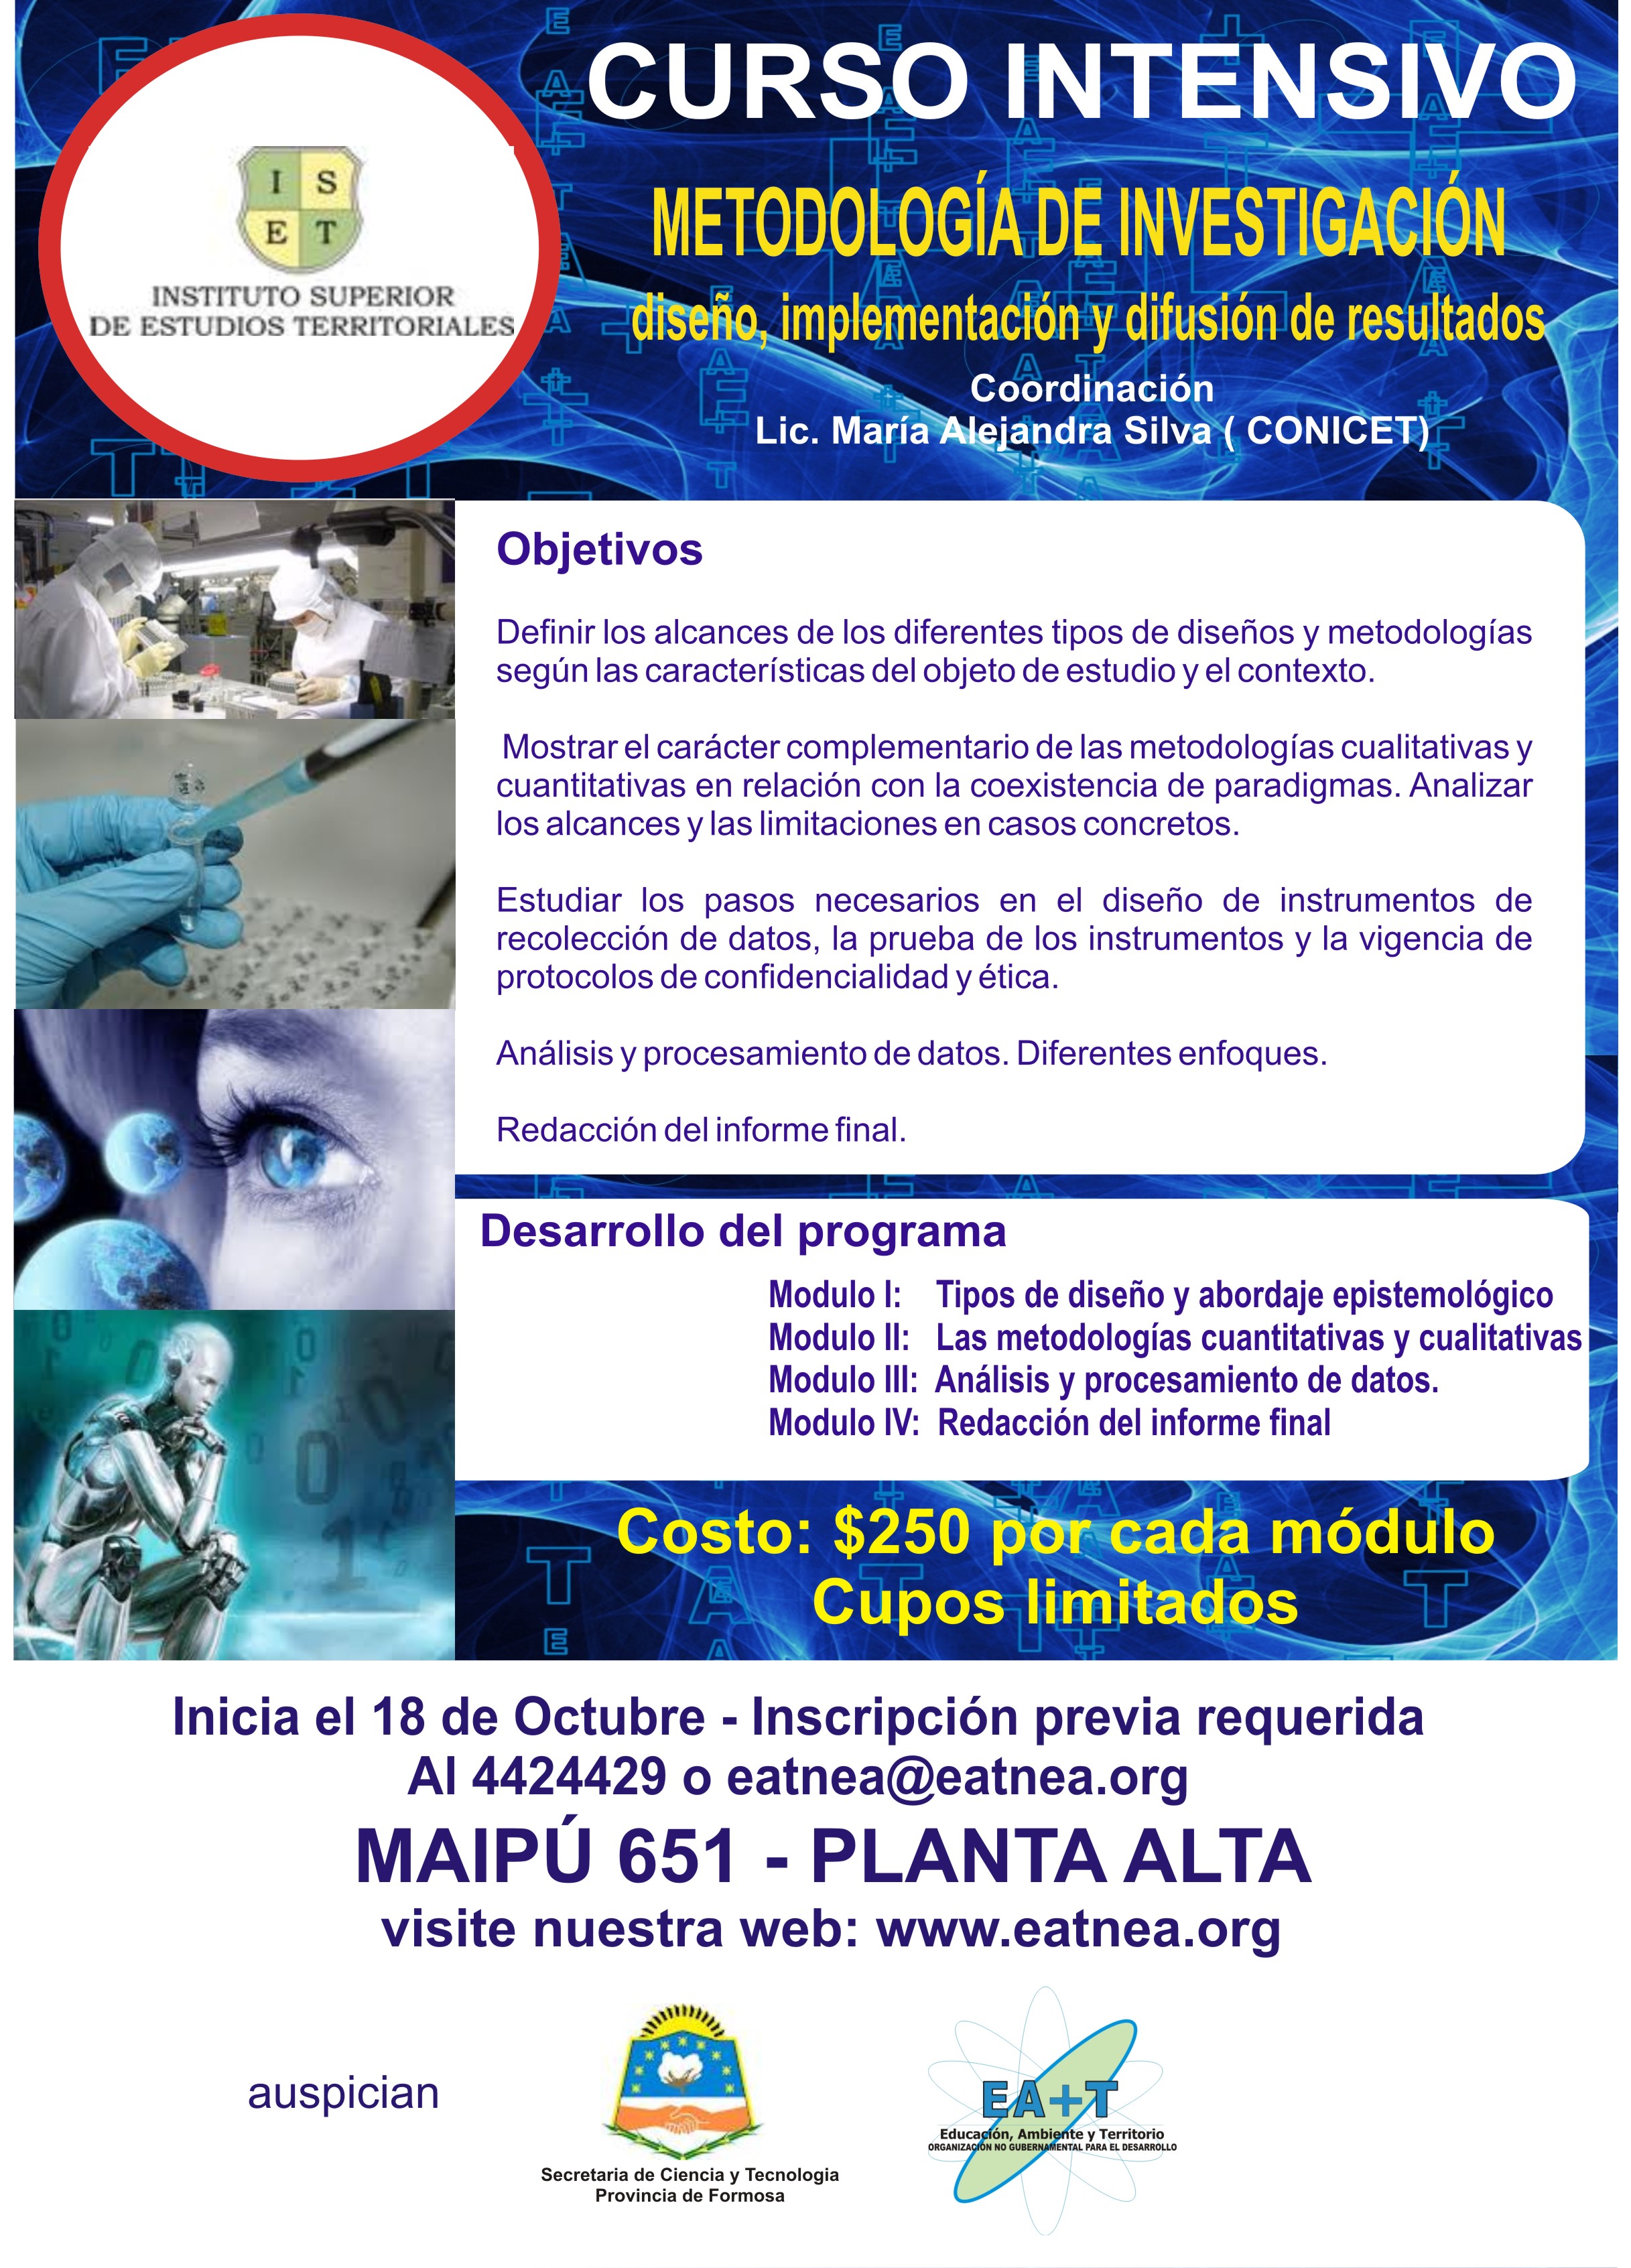 I S
E T
INSTITUTO SUPERIOR
DE ESTUDIOS TERRITORIALES
CURSO INTENSIVO
METODOLOGÍA DE INVESTIGACIÓN
diseño, implementación y difusión de resultados
Coordinación
Lic. María Alejandra Silva ( CONICET)
Objetivos
Definir los alcances de los diferentes tipos de diseños y metodologías
según las características del objeto de estudio y el contexto.
Mostrar el carácter complementario de las metodologías cualitativas y
cuantitativas en relación con la coexistencia de paradigmas. Analizar
los alcances y las limitaciones en casos concretos.
Estudiar los pasos necesarios en el diseño de instrumentos de
recolección de datos, la prueba de los instrumentos y la vigencia de
protocolos de confidencialidad y ética.
Análisis y procesamiento de datos. Diferentes enfoques.
Redacción del informe final.
Desarrollo del programa
Modulo I: Tipos de diseño y abordaje epistemológico
Modulo II: Las metodologías cuantitativas y cualitativas
Modulo III: Análisis y procesamiento de datos.
Modulo IV: Redacción del informe final
Costo: $250 por cada módulo
Cupos limitados
Inicia el 18 de Octubre - Inscripción previa requerida
Al 4424429 o eatnea@eatnea.org
MAIPÚ 651 - PLANTA ALTA
visite nuestra web: www.eatnea.org
auspician
Secretaria de Ciencia y Tecnologia
Provincia de Formosa
EA+T
Educación, Ambiente y Territorio
ORGANIZACIÓN NO GUBERNAMENTAL PARA EL DESARROLLO